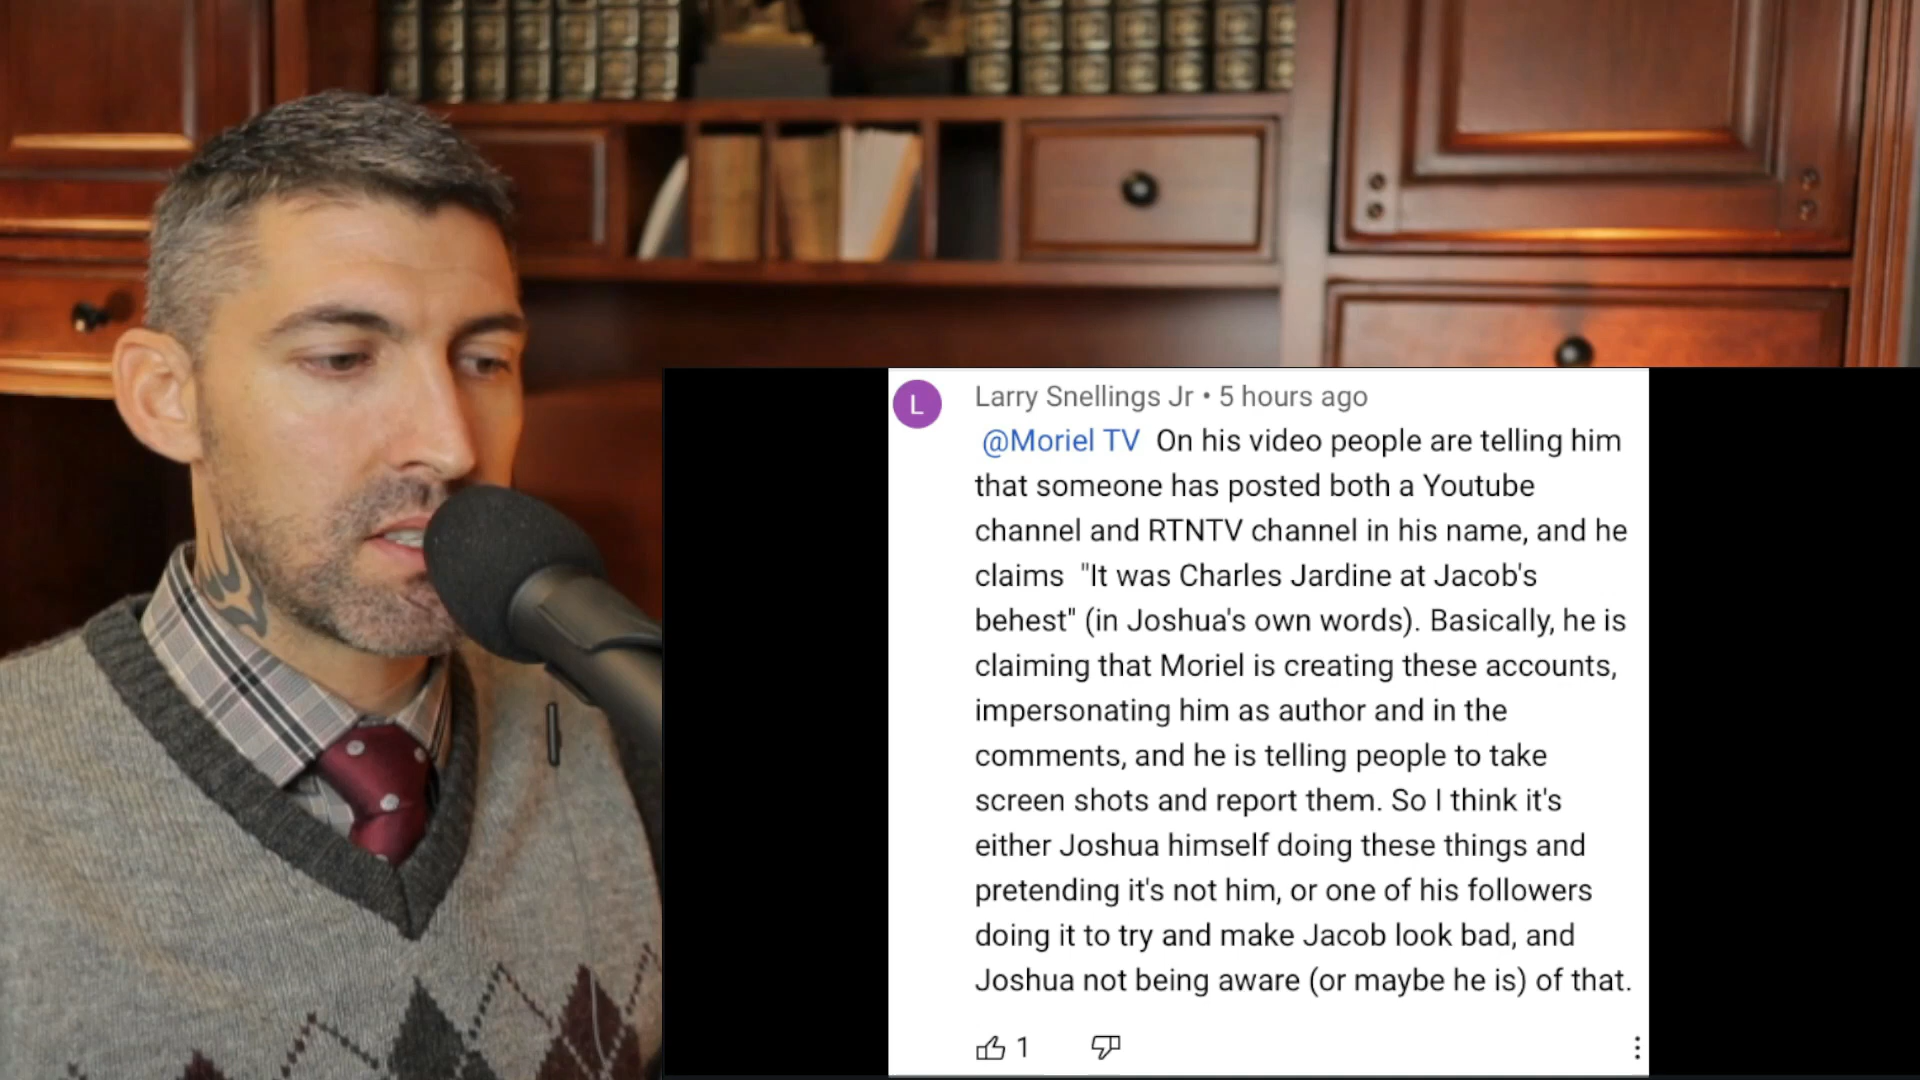 L
Larry Snellings Jr • 5 hours ago
@Moriel TV On his video people are telling him
that someone has posted both a Youtube
channel and RTNTV channel in his name, and he
claims "It was Charles Jardine at Jacob's
behest" (in Joshua's own words). Basically, he is
claiming that Moriel is creating these accounts,
impersonating him as author and in the
comments, and he is telling people to take
screen shots and report them. So I think it's
either Joshua himself doing these things and
pretending it's not him, or one of his followers
doing it to try and make Jacob look bad, and
Joshua not being aware (or maybe he is) of that.
1